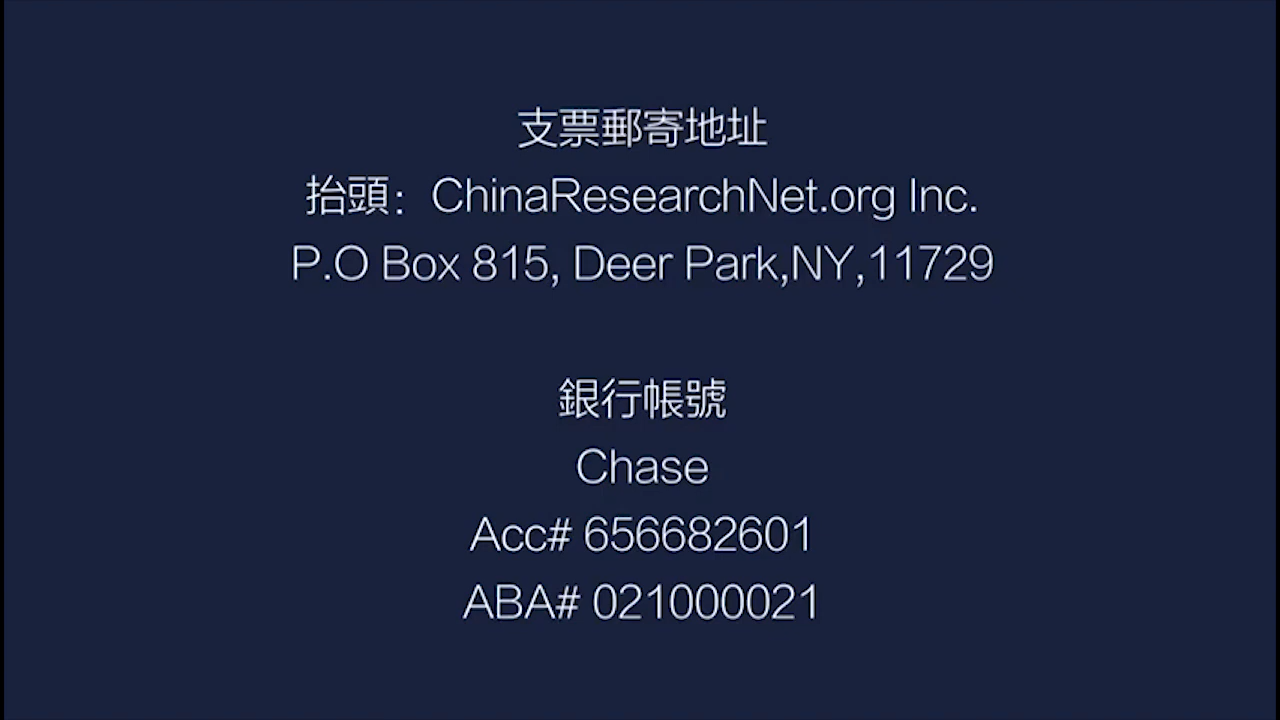 支票郵寄地址
抬頭：ChinaResearchNet.org Inc.
P.O Box 815, Deer Park,NY,11729
銀行帳號
Chase
Acc# 656682601
ABA# 021000021